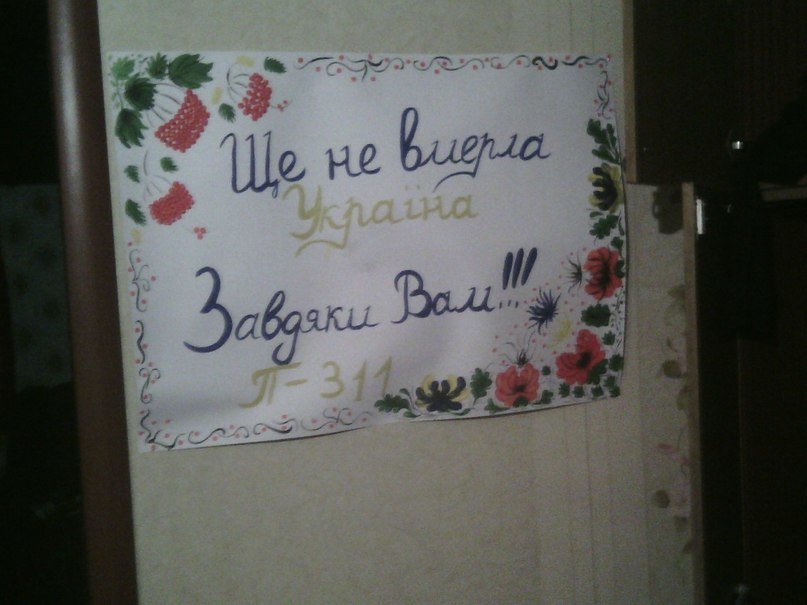 Ще не вмерла
Україна
Завдяки Вам!!!
П-311